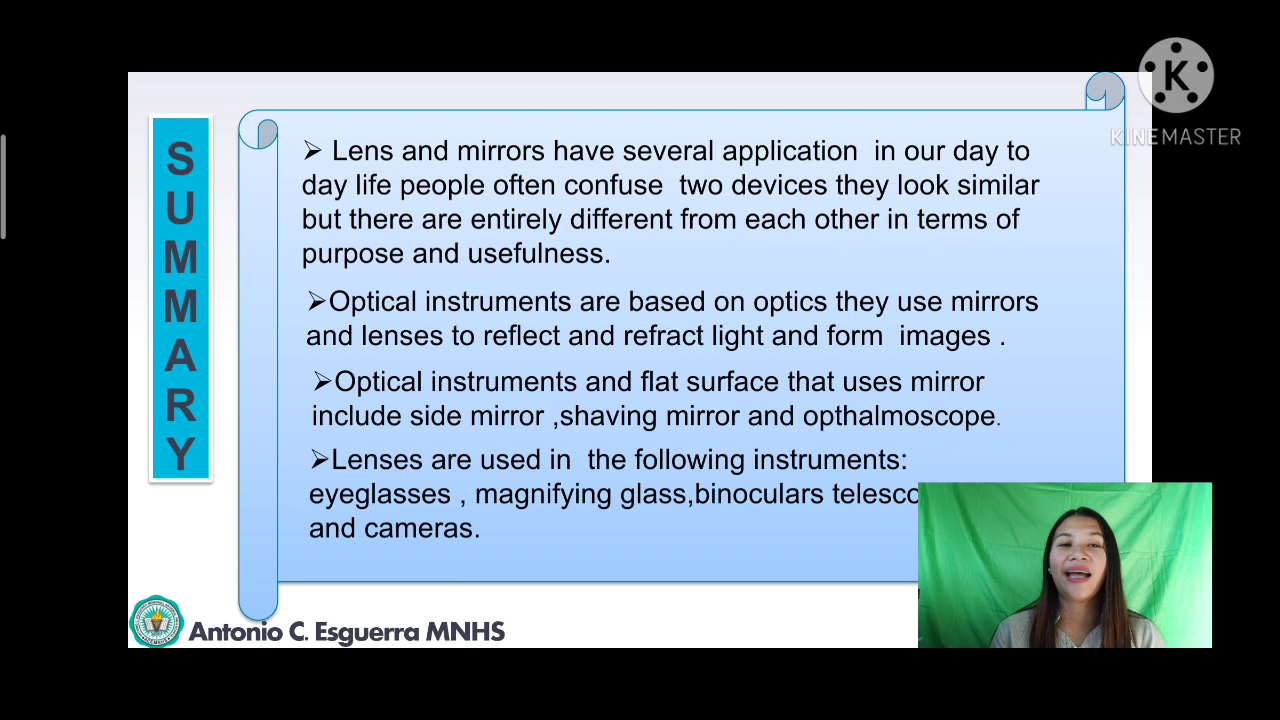 SUMMARY
➢ Lens and mirrors have several application in our day to
day life people often confuse two devices they look similar
but there are entirely different from each other in terms of
purpose and usefulness.
➢Optical instruments are based on optics they use mirrors
and lenses to reflect and refract light and form images .
➢Optical instruments and flat surface that uses mirror
include side mirror ,shaving mirror and opthalmoscope.
➢Lenses are used in the following instruments:
eyeglasses , magnifying glass,binoculars
and cameras.
Antonio C. Esguerra MNHS
K
KINEMASTER